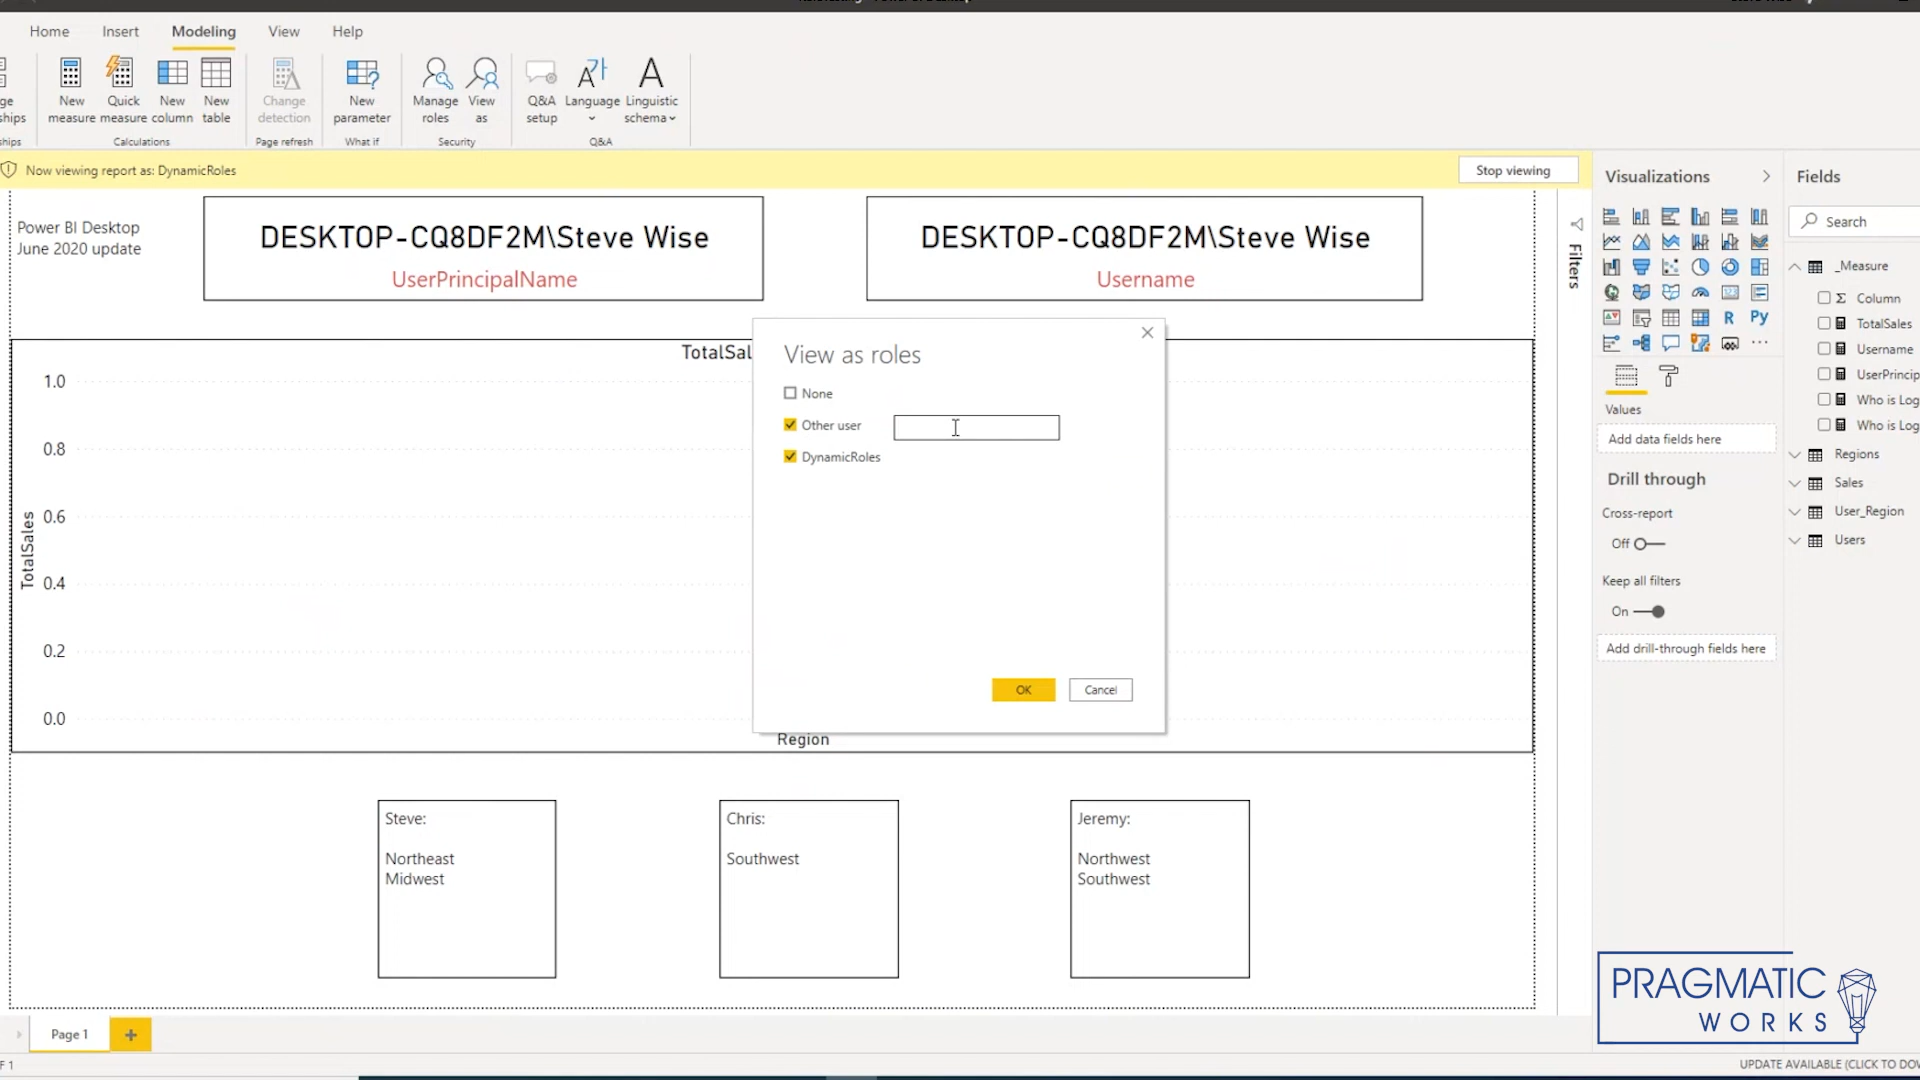 Home Insert Modeling View Help
New measure
Quick measure
New column
New table
Change detection
New parameter
Manage roles
View as
Q&A setup
Language
Linguistic schema
Calculations
Page refresh
What if
Security
Q&A
Now viewing report as: DynamicRoles
Stop viewing
Power BI Desktop
June 2020 update
DESKTOP-CQ8DF2M\Steve Wise
UserPrincipalName
DESKTOP-CQ8DF2M\Steve Wise
Username
TotalSal
1.0
0.8
0.6
0.4
0.2
0.0
TotalSales
Region
View as roles
None
Other user
DynamicRoles
OK
Cancel
Steve:
Northeast
Midwest
Chris:
Southwest
Jeremy:
Northwest
Southwest
Filters
Visualizations
R
Py
Values
Add data fields here
Drill through
Cross-report
Off
Keep all filters
On
Add drill-through fields here
Fields
Search
_Measure
Column
TotalSales
Username
UserPrincip
Who is Log
Who is Log
Regions
Sales
User_Region
Users
PRAGMATIC
WORKS
Page 1
F 1
UPDATE AVAILABLE (CLICK TO DOW